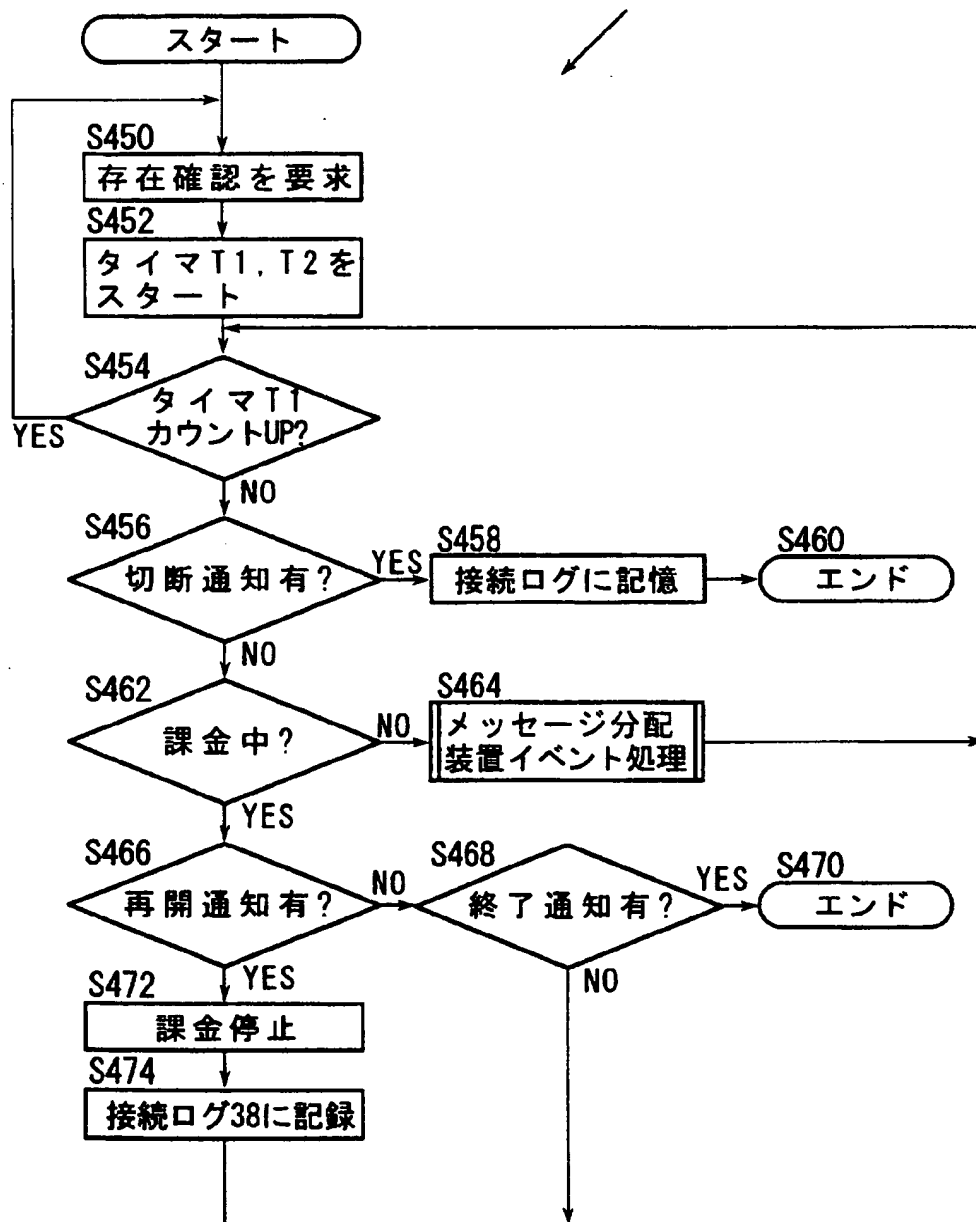 スタート
S450
存在確認を要求
S452
タイマT1,T2を
スタート
S454
タイマT1
カウントUP?
YES
NO
S456
切断通知有?
YES
S458
接続ログに記憶
S460
エンド
NO
S462
課金中?
NO
S464
メッセージ分配
装置イベント処理
YES
S466
再開通知有?
NO
S468
終了通知有?
YES
S470
エンド
YES
NO
S472
課金停止
S474
接続ログ38に記録